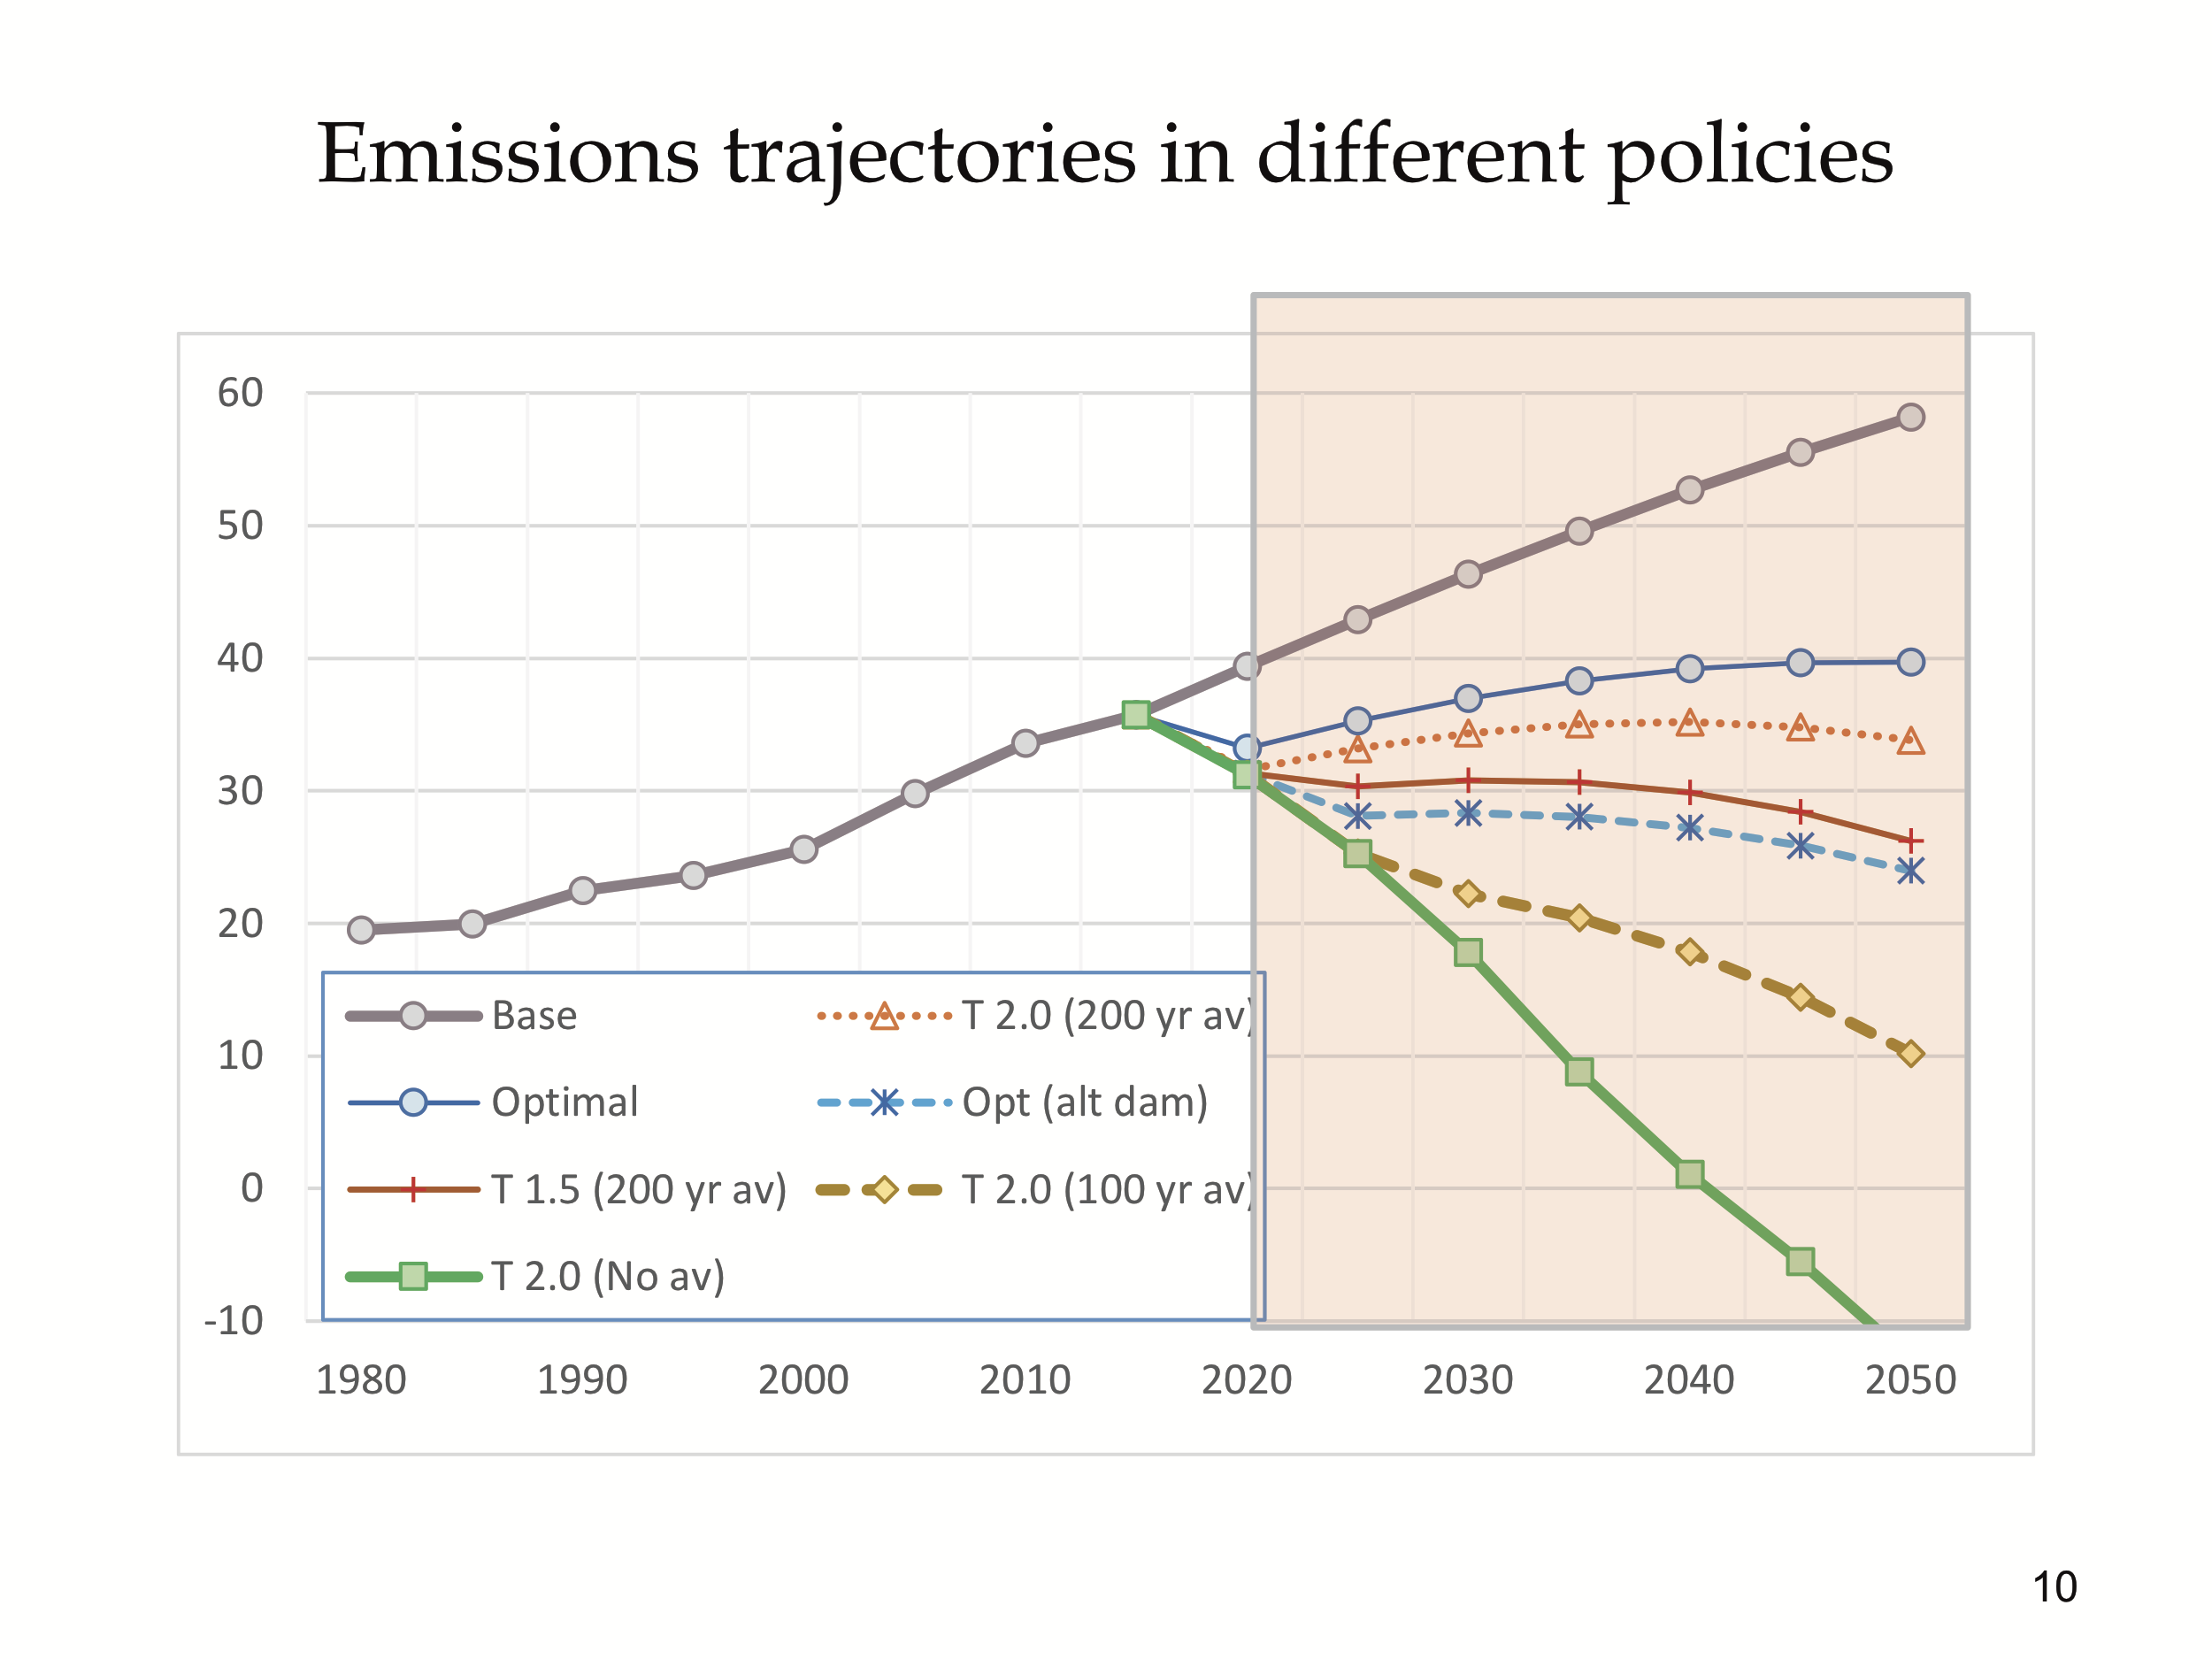 Emissions trajectories in different policies
60
50
40
30
20
10
0
-10
Base
T 2.0 (200 yr av)
Optimal
Opt (alt dam)
T 1.5 (200 yr av)
T 2.0 (100 yr av)
T 2.0 (No av)
1980 1990 2000 2010 2020 2030 2040 2050
10